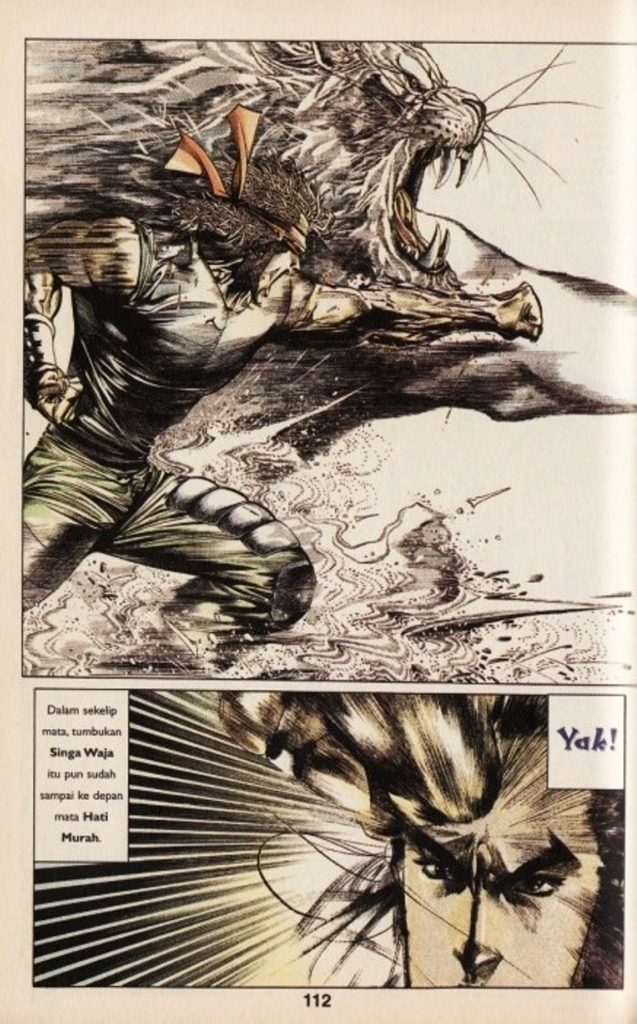 Dalam sekelip
mata, tumbukan
Singa Waja
itu pun sudah
sampai ke depan
mata Hati
Murah.
Yak!
112